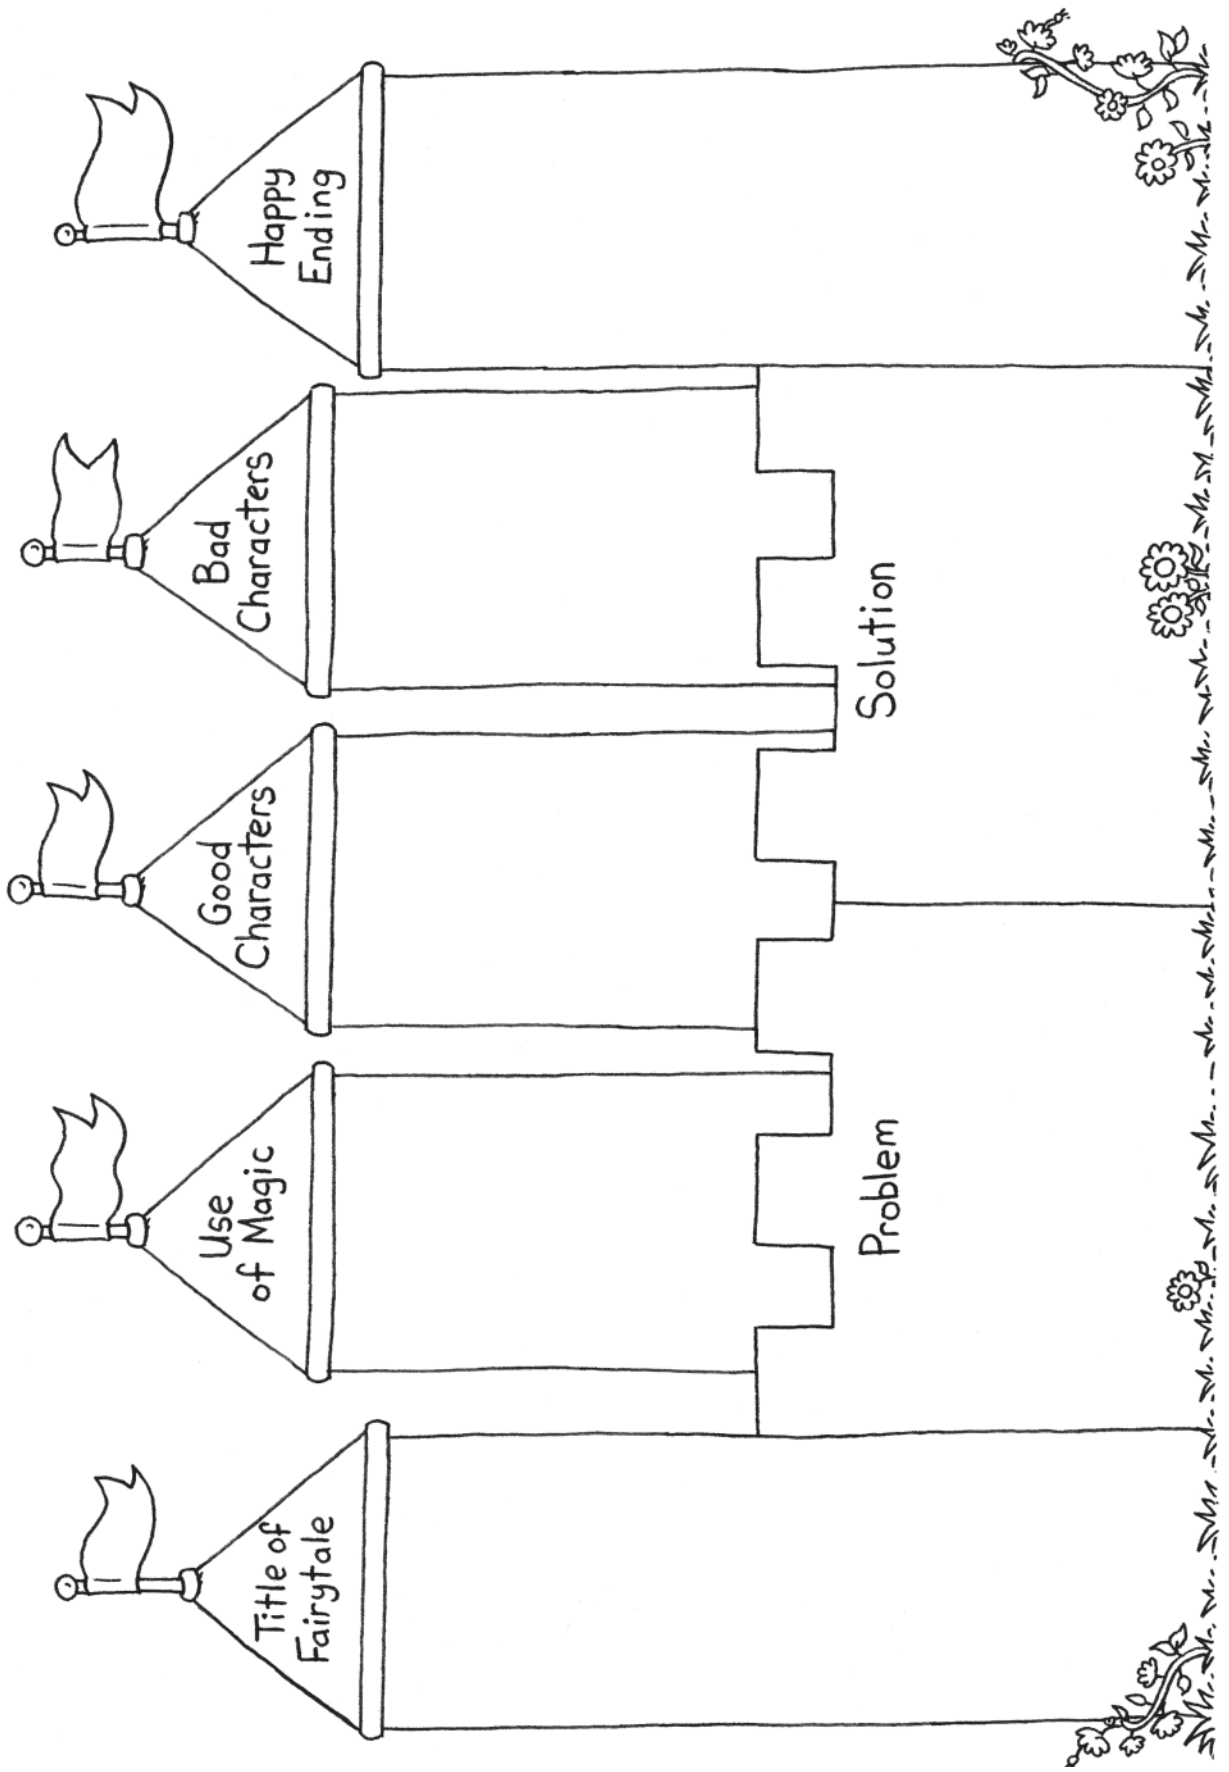 Title of
Fairytale
Use
of Magic
Good
Characters
Bad
Characters
Happy
Ending
Problem
Solution